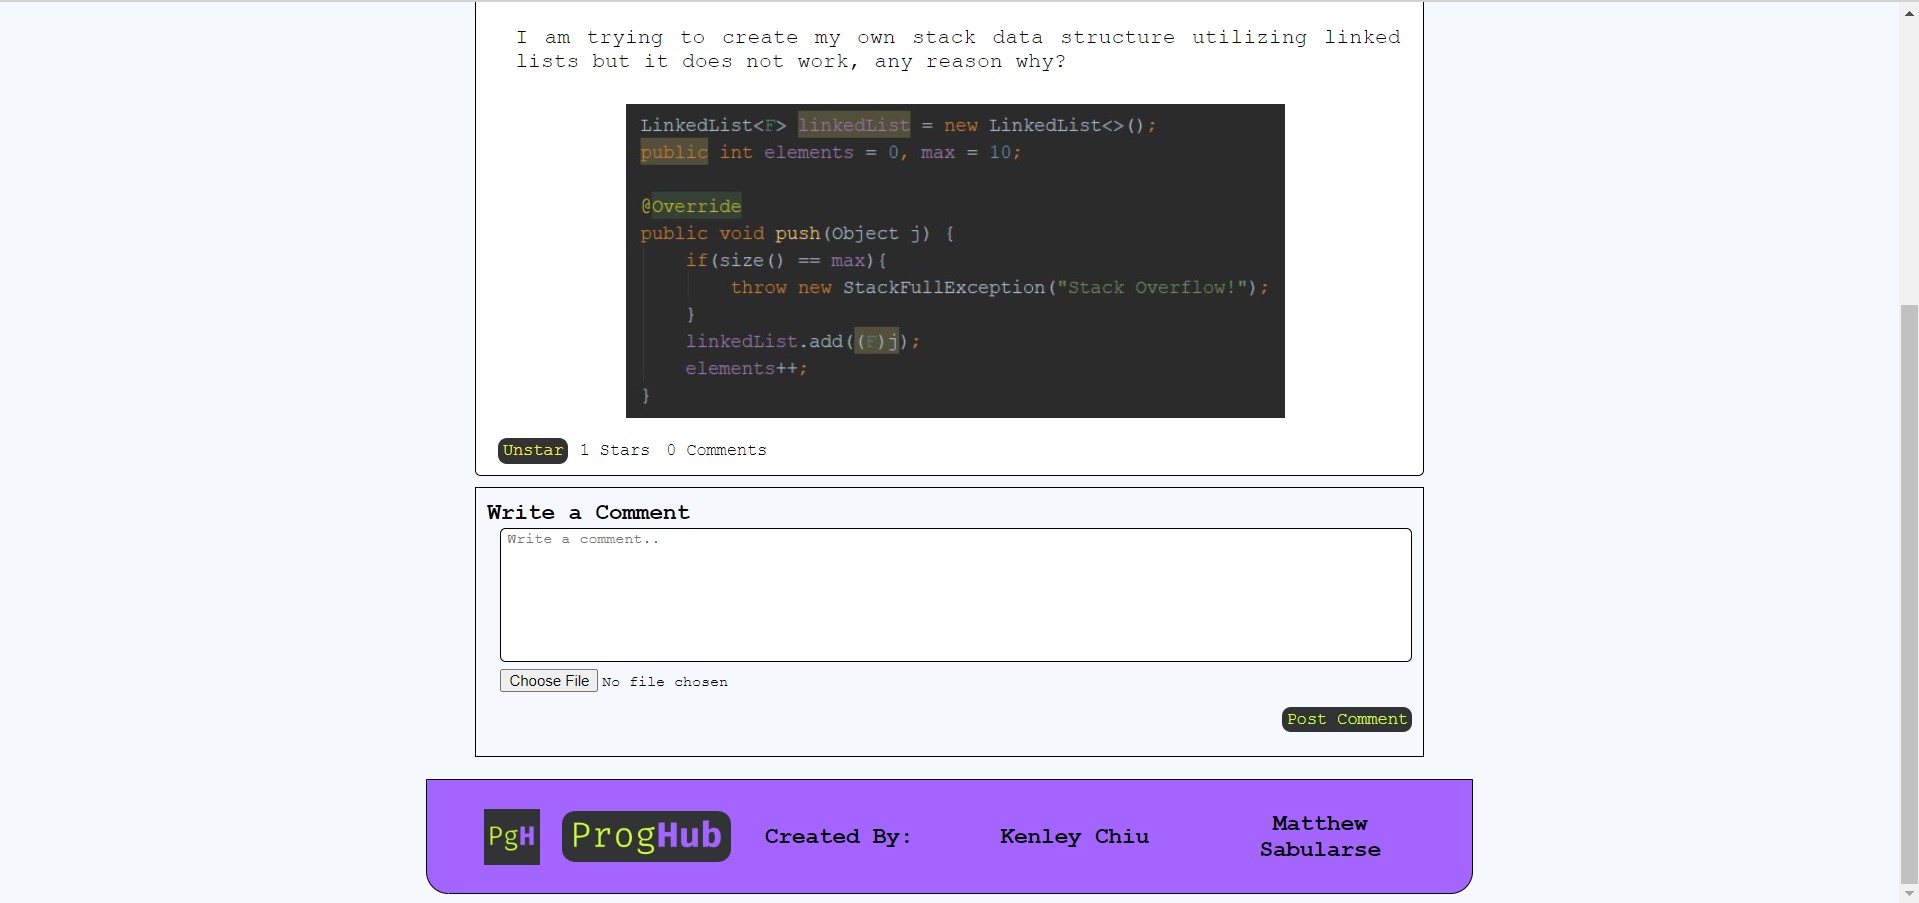 I am trying to create my own stack data structure utilizing linked
lists but it does not work, any reason why?
LinkedList<F> linkedList = new LinkedList<>();
public int elements = 0, max = 10;
@Override
public void push(Object j) {
if(size() == max){
throw new StackFullException("Stack Overflow!");
}
linkedList.add((F)j);
elements++;
}
Unstar 1 Stars 0 Comments
Write a Comment
Write a comment..
Choose File No file chosen
Post Comment
PgH ProgHub Created By: Kenley Chiu Matthew
Sabularse